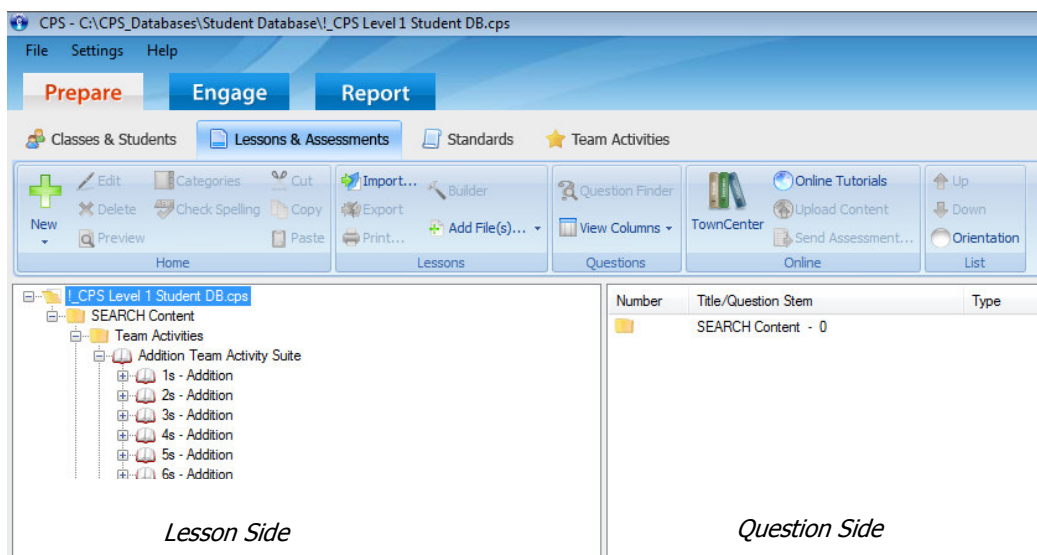 CPS - C:\CPS_Databases\Student Database\!_CPS Level 1 Student DB.cps
File Settings Help
Prepare Engage Report
Classes & Students Lessons & Assessments Standards Team Activities
New
Edit Categories Cut
Delete Check Spelling Copy
Preview Paste
Home
Import... Builder
Export
Print... Add File(s)...
Lessons
Question Finder
View Columns
Questions
TownCenter
Online Tutorials
Upload Content
Send Assessment...
Online
Up
Down
Orientation
List
!_CPS Level 1 Student DB.cps
SEARCH Content
Team Activities
Addition Team Activity Suite
1s - Addition
2s - Addition
3s - Addition
4s - Addition
5s - Addition
6s - Addition
Lesson Side
Number Title/Question Stem Type
SEARCH Content - 0
Question Side